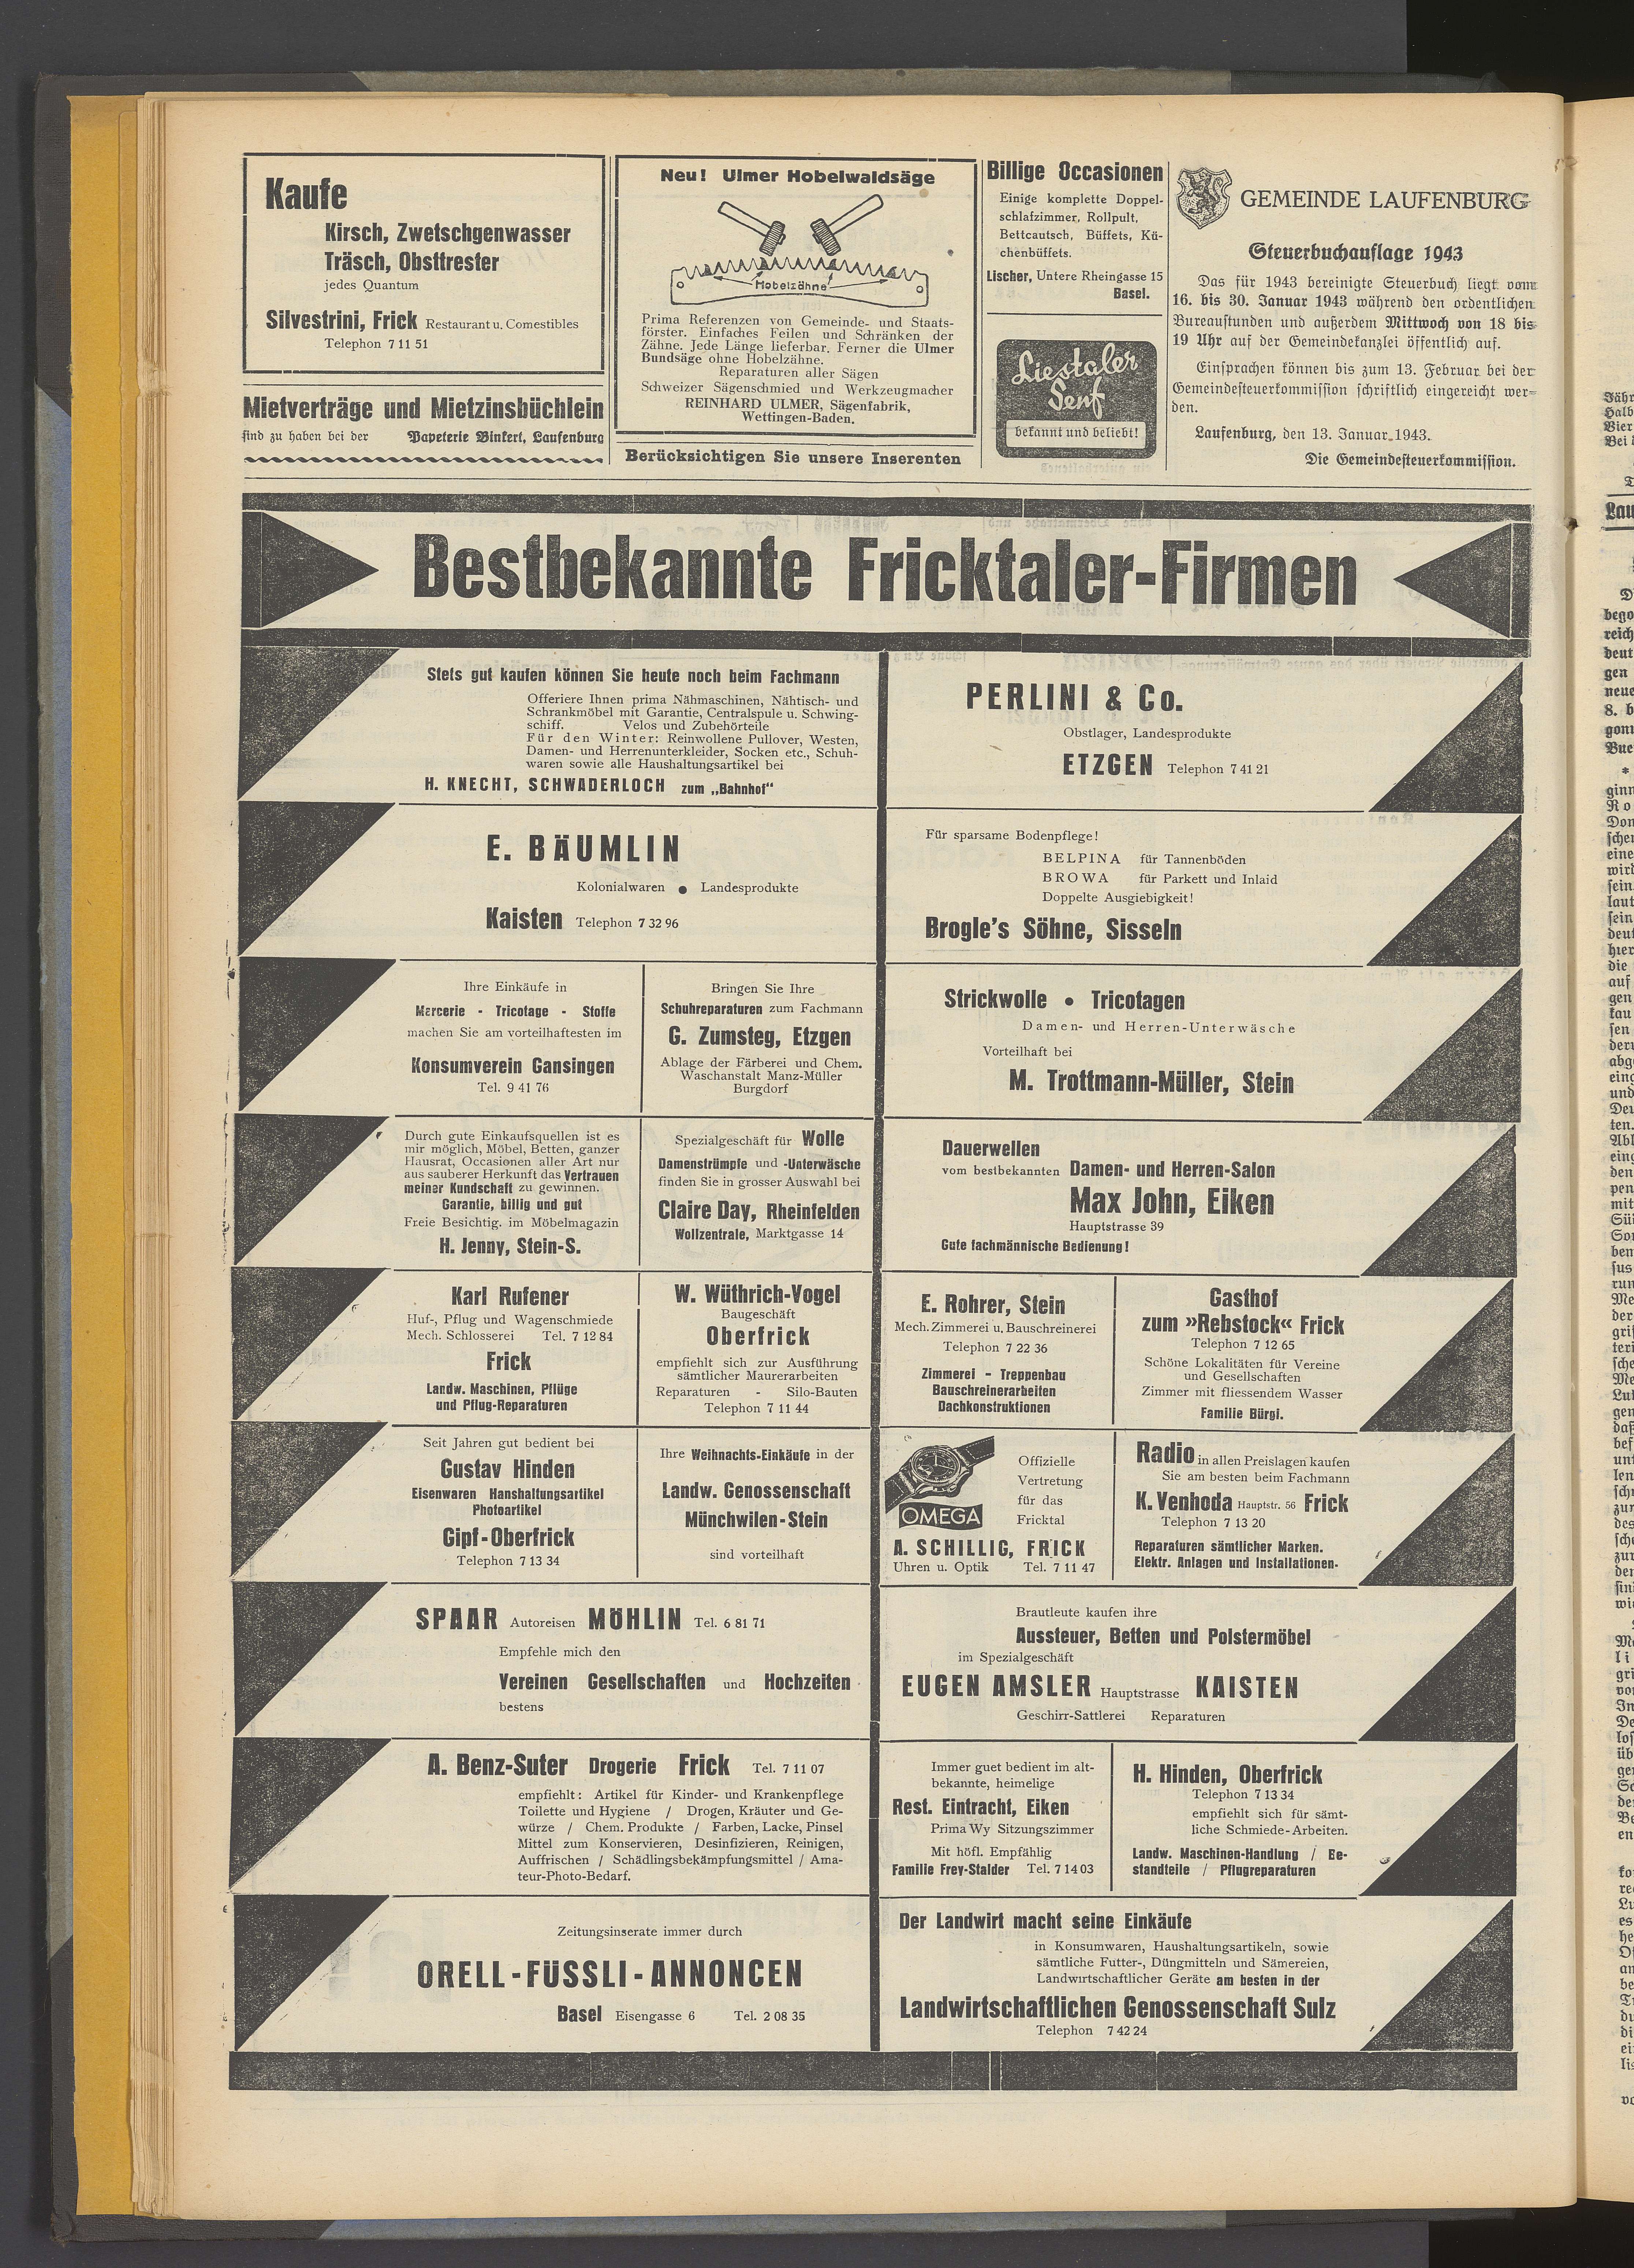 Kaufe
Kirsch, Zwetschgenwasser
Träsch, Obsttrester
jedes Quantum
Silvestrini, Frick Restaurant u. Comestibles
Telephon 7 11 51
Mietverträge und Mietzinsbüchlein
sind zu haben bei der Papeterie Binkert, Laufenburg
Neu! Ulmer Hobelwaldsäge
Hobelzähne
Prima Referenzen von Gemeinde- und Staats-
förster. Einfaches Feilen und Schränken der
Zähne. Jede Länge lieferbar. Ferner die Ulmer
Bundsäge ohne Hobelzähne.
Reparaturen aller Sägen
Schweizer Sägenschmied und Werkzeugmacher
REINHARD ULMER, Sägenfabrik,
Wettingen-Baden.
Berücksichtigen Sie unsere Inserenten
Billige Occasionen
Einige komplette Doppel-
schlafzimmer, Rollpult,
Bettcautsch, Büffets, Kü-
chenbüffets.
Lischer, Untere Rheingasse 15
Basel.
Liestaler
Senf
bekannt und beliebt!
GEMEINDE LAUFENBURG
Steuerbuchauflage 1943
Das für 1943 bereinigte Steuerbuch liegt vom
16. bis 30. Januar 1943 während den ordentlichen
Bureaustunden und außerdem Mittwoch von 18 bis
19 Uhr auf der Gemeindekanzlei öffentlich auf.
Einsprachen können bis zum 13. Februar bei der
Gemeindesteuerkommission schriftlich eingereicht wer-
den.
Laufenburg, den 13. Januar 1943.
Die Gemeindesteuerkommission.
Bestbekannte Fricktaler-Firmen
Stets gut kaufen können Sie heute noch beim Fachmann
Offeriere Ihnen prima Nähmaschinen, Nähtisch- und
Schrankmöbel mit Garantie, Centralspule u. Schwing-
schiff. Velos und Zubehörteile
Für den Winter: Reinwollene Pullover, Westen,
Damen- und Herrenunterkleider, Socken etc., Schuh-
waren sowie alle Haushaltungsartikel bei
H. KNECHT, SCHWADERLOCH zum „Bahnhof“
PERLINI & Co.
Obstlager, Landesprodukte
ETZGEN Telephon 7 41 21
E. BÄUMLIN
Kolonialwaren ● Landesprodukte
Kaisten Telephon 7 32 96
Für sparsame Bodenpflege!
BELPINA für Tannenböden
BROWA für Parkett und Inlaid
Doppelte Ausgiebigkeit!
Brogle's Söhne, Sisseln
Ihre Einkäufe in
Mercerie - Tricotage - Stoffe
machen Sie am vorteilhaftesten im
Konsumverein Gansingen
Tel. 9 41 76
Bringen Sie Ihre
Schuhreparaturen zum Fachmann
G. Zumsteg, Etzgen
Ablage der Färberei und Chem.
Waschanstalt Manz-Müller
Burgdorf
Strickwolle ● Tricotagen
Damen- und Herren-Unterwäsche
Vorteilhaft bei
M. Trottmann-Müller, Stein
Durch gute Einkaufsquellen ist es
mir möglich, Möbel, Betten, ganzer
Hausrat, Occasionen aller Art nur
aus sauberer Herkunft das Vertrauen
meiner Kundschaft zu gewinnen.
Garantie, billig und gut
Freie Besichtig. im Möbelmagazin
H. Jenny, Stein-S.
Spezialgeschäft für Wolle
Damenstrümpfe und -Unterwäsche
finden Sie in grosser Auswahl bei
Claire Day, Rheinfelden
Wollzentrale, Marktgasse 14
Dauerwellen
vom bestbekannten Damen- und Herren-Salon
Max John, Eiken
Hauptstrasse 39
Gute fachmännische Bedienung!
Karl Rufener
Huf-, Pflug und Wagenschmiede
Mech. Schlosserei Tel. 7 12 84
Frick
Landw. Maschinen, Pflüge
und Pflug-Reparaturen
W. Wüthrich-Vogel
Baugeschäft
Oberfrick
empfiehlt sich zur Ausführung
sämtlicher Maurerarbeiten
Reparaturen - Silo-Bauten
Telephon 7 11 44
E. Rohrer, Stein
Mech. Zimmerei u. Bauschreinerei
Telephon 7 22 36
Zimmerei - Treppenbau
Bauschreinerarbeiten
Dachkonstruktionen
Gasthof
zum »Rebstock« Frick
Telephon 7 12 65
Schöne Lokalitäten für Vereine
und Gesellschaften
Zimmer mit fliessendem Wasser
Familie Bürgi.
Seit Jahren gut bedient bei
Gustav Hinden
Eisenwaren Hanshaltungsartikel
Photoartikel
Gipf-Oberfrick
Telephon 7 13 34
Ihre Weihnachts-Einkäufe in der
Landw. Genossenschaft
Münchwilen-Stein
sind vorteilhaft
OMEGA
Offizielle
Vertretung
für das
Fricktal
A. SCHILLIG, FRICK
Uhren u. Optik Tel. 7 11 47
Radio in allen Preislagen kaufen
Sie am besten beim Fachmann
K. Venhoda Hauptstr. 56 Frick
Telephon 7 13 20
Reparaturen sämtlicher Marken.
Elektr. Anlagen und Installationen.
SPAAR Autoreisen MÖHLIN Tel. 6 81 71
Empfehle mich den
Vereinen Gesellschaften und Hochzeiten
bestens
Brautleute kaufen ihre
Aussteuer, Betten und Polstermöbel
im Spezialgeschäft
EUGEN AMSLER Hauptstrasse KAISTEN
Geschirr-Sattlerei Reparaturen
A. Benz-Suter Drogerie Frick Tel. 7 11 07
empfiehlt: Artikel für Kinder- und Krankenpflege
Toilette und Hygiene / Drogen, Kräuter und Ge-
würze / Chem. Produkte / Farben, Lacke, Pinsel
Mittel zum Konservieren, Desinfizieren, Reinigen,
Auffrischen / Schädlingsbekämpfungsmittel / Ama-
teur-Photo-Bedarf.
Immer guet bedient im alt-
bekannte, heimelige
Rest. Eintracht, Eiken
Prima Wy Sitzungszimmer
Mit höfl. Empfählig
Familie Frey-Stalder Tel. 7 14 03
H. Hinden, Oberfrick
Telephon 7 13 34
empfiehlt sich für sämt-
liche Schmiede-Arbeiten.
Landw. Maschinen-Handlung / Be-
standteile / Pflugreparaturen
Zeitungsinserate immer durch
ORELL-FÜSSLI-ANNONCEN
Basel Eisengasse 6 Tel. 2 08 35
Der Landwirt macht seine Einkäufe
in Konsumwaren, Haushaltungsartikeln, sowie
sämtliche Futter-, Düngmitteln und Sämereien,
Landwirtschaftlicher Geräte am besten in der
Landwirtschaftlichen Genossenschaft Sulz
Telephon 7 42 24